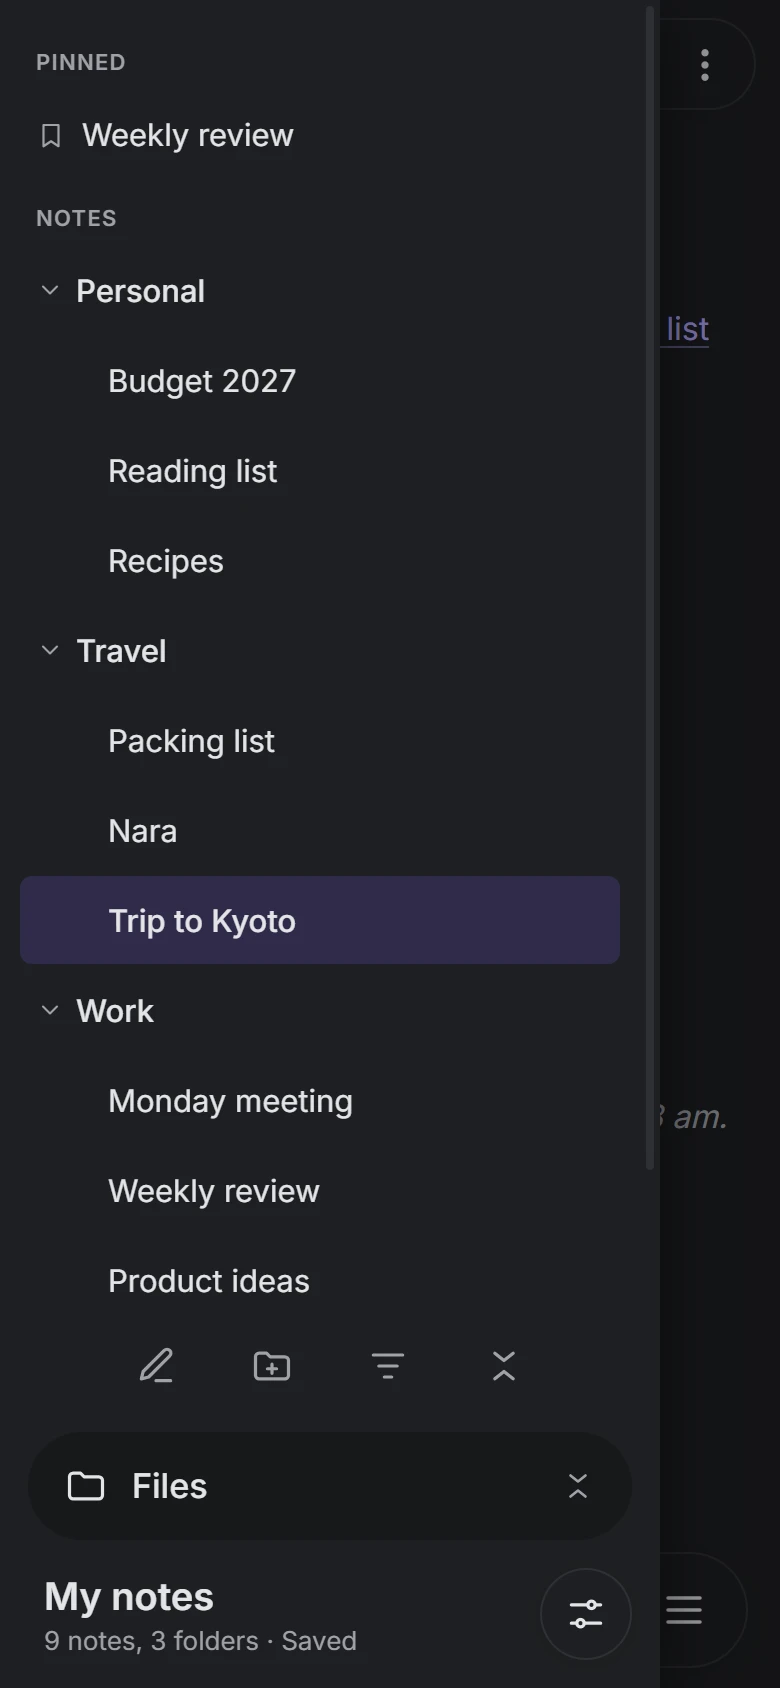 PINNED
Weekly review
NOTES
Personal
list
Budget 2027
Reading list
Recipes
Travel
Packing list
Nara
Trip to Kyoto
Work
Monday meeting
am.
Weekly review
Product ideas
Files
My notes
9 notes, 3 folders · Saved